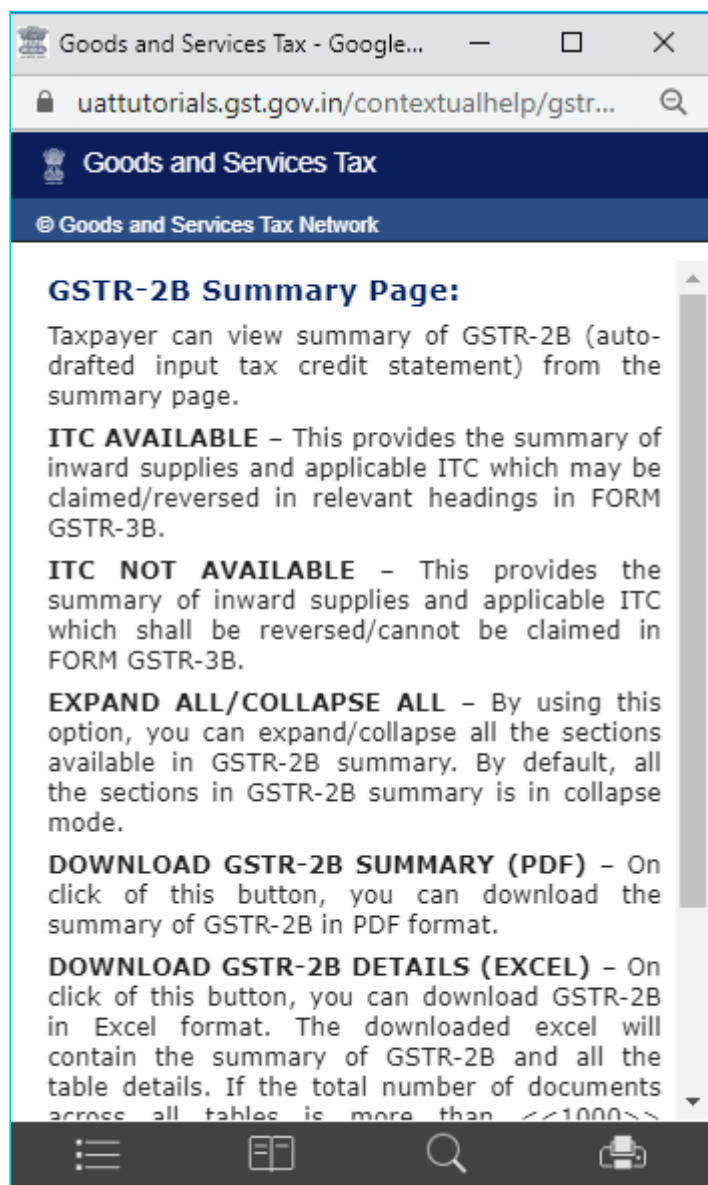 Goods and Services Tax - Google...
uattutorials.gst.gov.in/contextualhelp/gstr...
Goods and Services Tax
© Goods and Services Tax Network
GSTR-2B Summary Page:
Taxpayer can view summary of GSTR-2B (auto-
drafted input tax credit statement) from the
summary page.
ITC AVAILABLE – This provides the summary of
inward supplies and applicable ITC which may be
claimed/reversed in relevant headings in FORM
GSTR-3B.
ITC NOT AVAILABLE – This provides the
summary of inward supplies and applicable ITC
which shall be reversed/cannot be claimed in
FORM GSTR-3B.
EXPAND ALL/COLLAPSE ALL – By using this
option, you can expand/collapse all the sections
available in GSTR-2B summary. By default, all
the sections in GSTR-2B summary is in collapse
mode.
DOWNLOAD GSTR-2B SUMMARY (PDF) – On
click of this button, you can download the
summary of GSTR-2B in PDF format.
DOWNLOAD GSTR-2B DETAILS (EXCEL) – On
click of this button, you can download GSTR-2B
in Excel format. The downloaded excel will
contain the summary of GSTR-2B and all the
table details. If the total number of documents
across all tables is more than <<1000>>